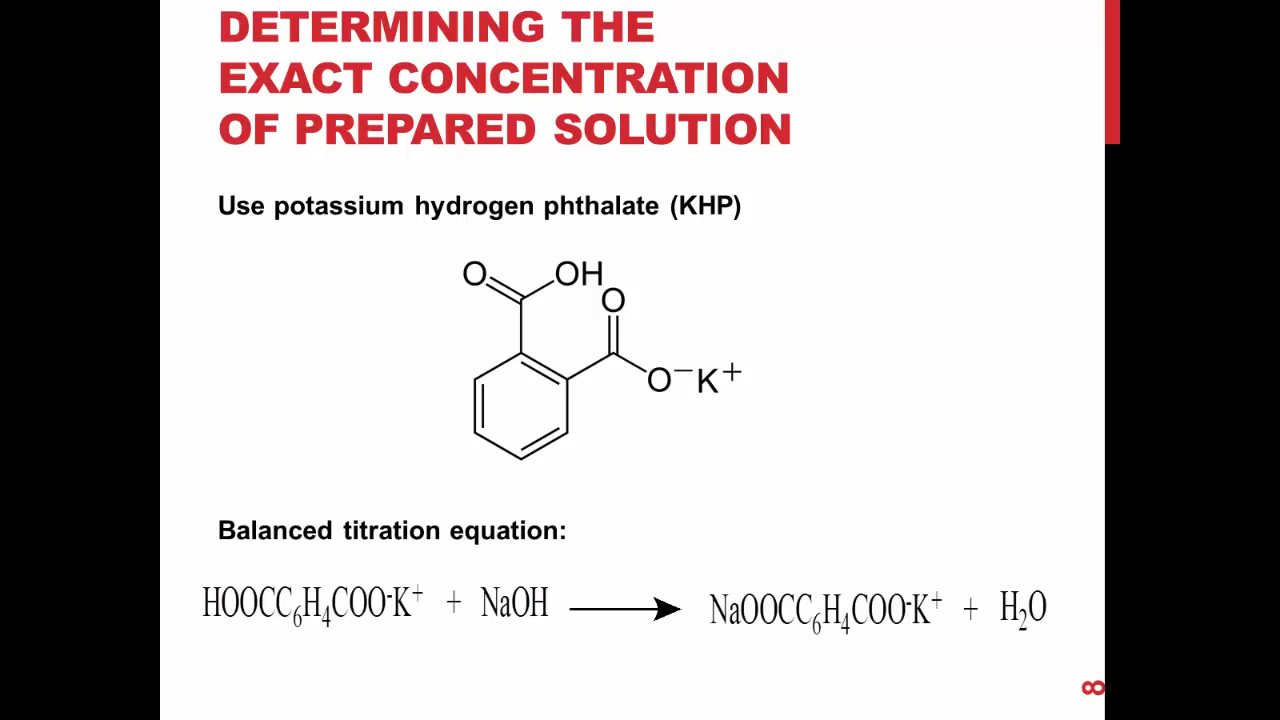 DETERMINING THE
EXACT CONCENTRATION
OF PREPARED SOLUTION
Use potassium hydrogen phthalate (KHP)
O OH
O
O⁻K⁺
Balanced titration equation:
HOOCC₆H₄COO⁻K⁺ + NaOH ⟶ NaOOCC₆H₄COO⁻K⁺ + H₂O
8